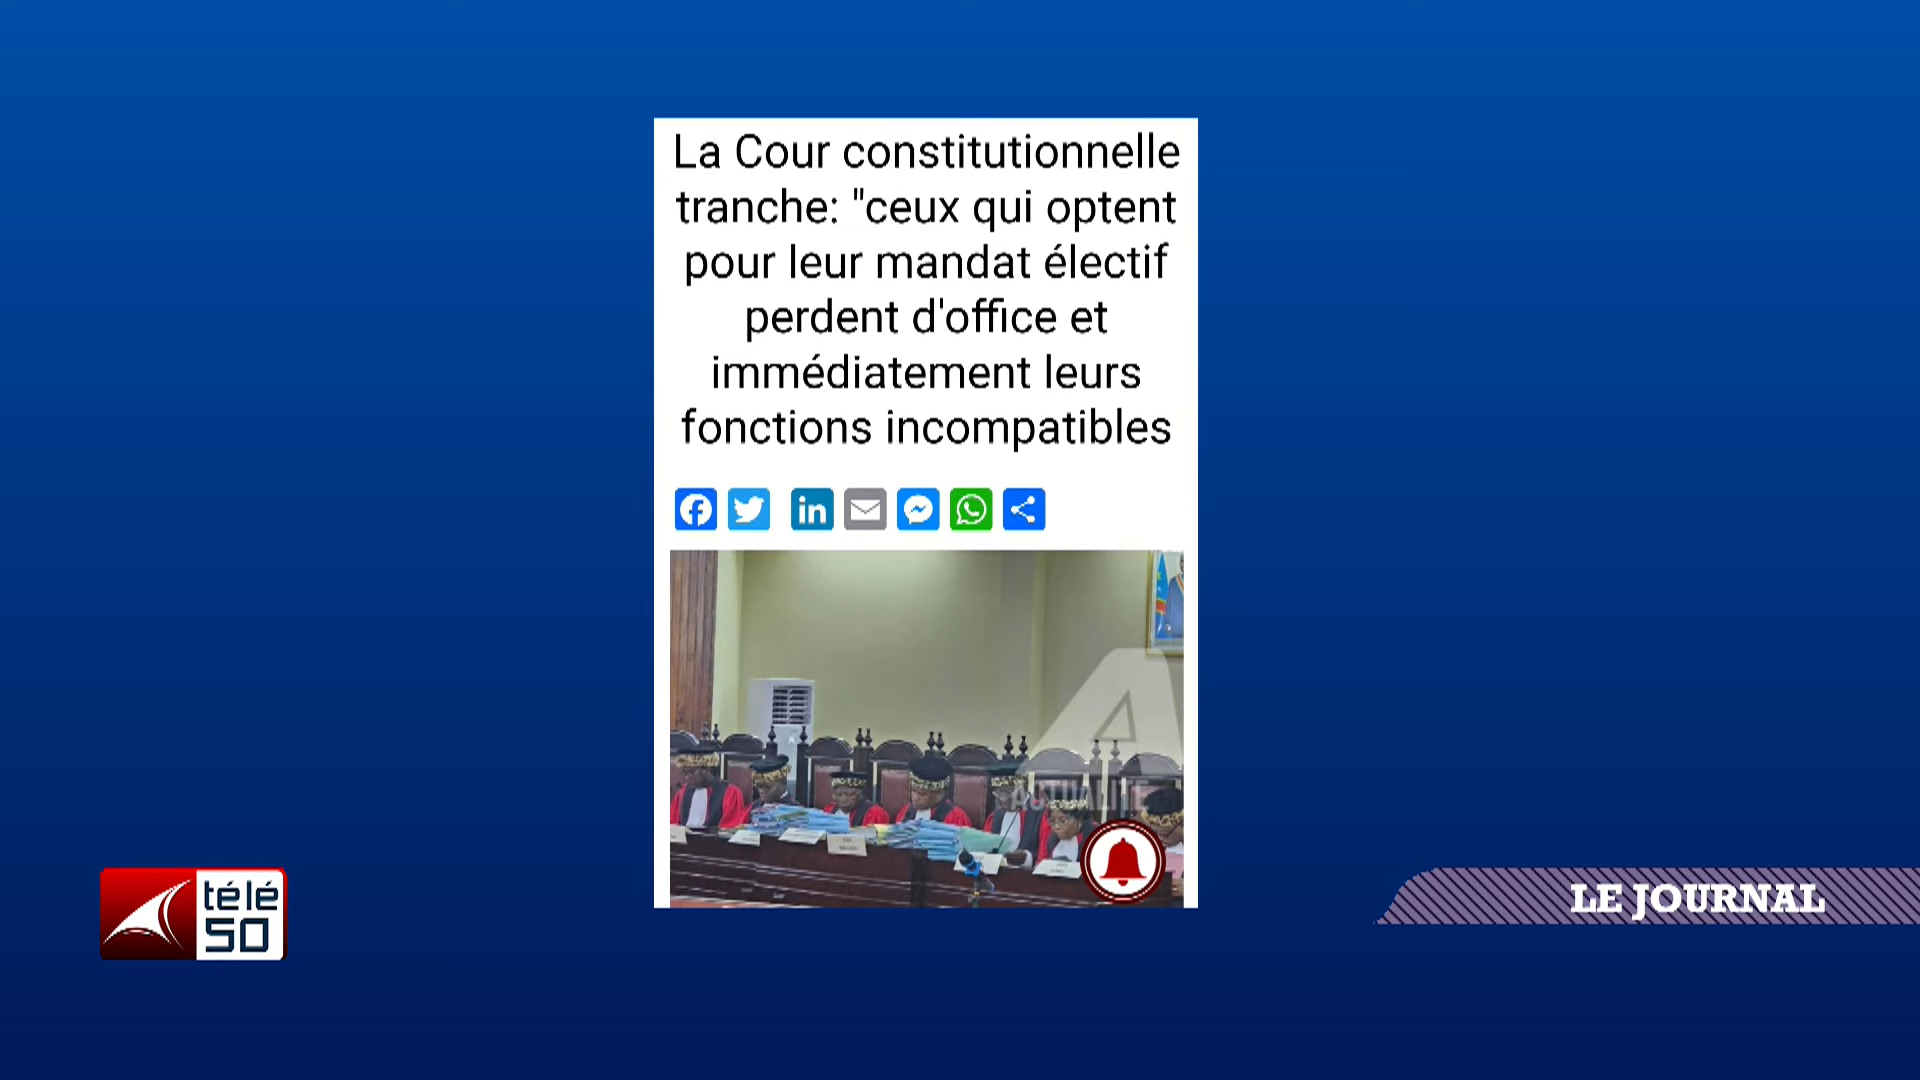 La Cour constitutionnelle
tranche: "ceux qui optent
pour leur mandat électif
perdent d'office et
immédiatement leurs
fonctions incompatibles
ACTUALITE
télé
50
LE JOURNAL